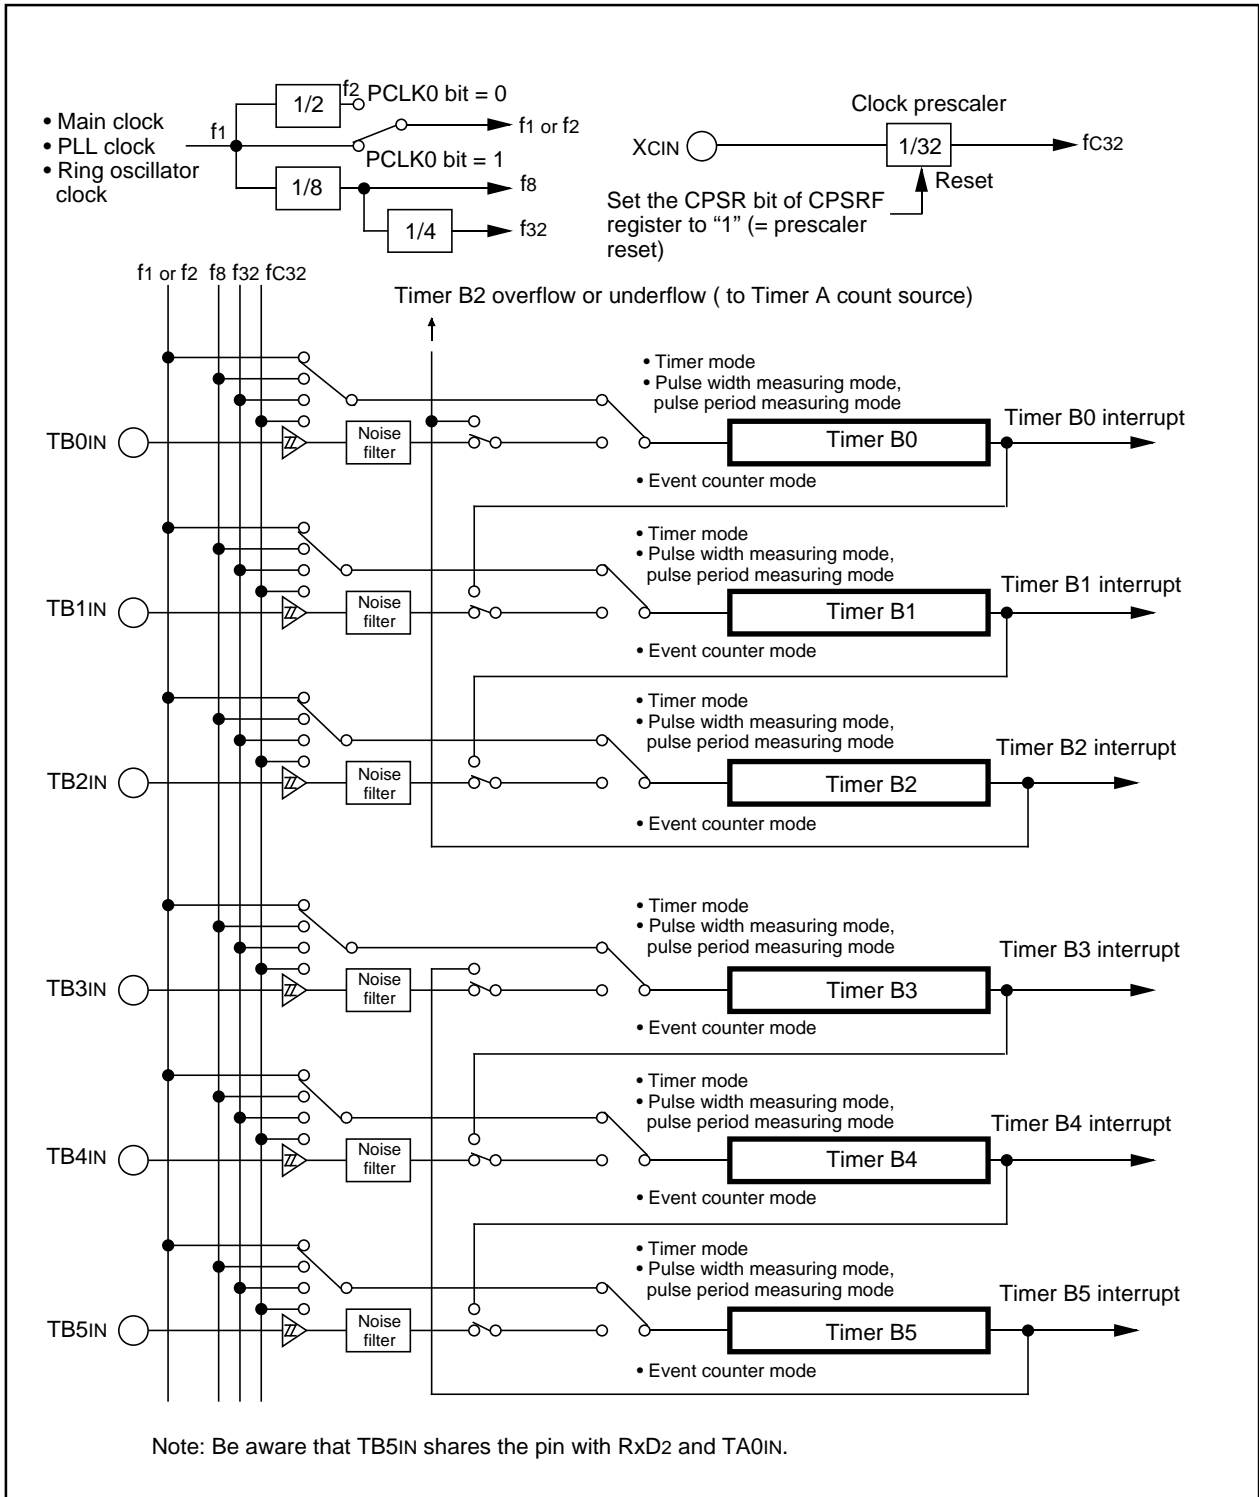 • Main clock
• PLL clock
• Ring oscillator
clock
f1
1/2
f2
PCLK0 bit = 0
f1 or f2
PCLK0 bit = 1
1/8
f8
1/4
f32
Clock prescaler
XCIN
1/32
fC32
Reset
Set the CPSR bit of CPSRF
register to “1” (= prescaler
reset)
f1 or f2 f8 f32 fC32
Timer B2 overflow or underflow ( to Timer A count source)
• Timer mode
• Pulse width measuring mode,
pulse period measuring mode
TB0IN
Noise
filter
Timer B0
Timer B0 interrupt
• Event counter mode
• Timer mode
• Pulse width measuring mode,
pulse period measuring mode
TB1IN
Noise
filter
Timer B1
Timer B1 interrupt
• Event counter mode
• Timer mode
• Pulse width measuring mode,
pulse period measuring mode
TB2IN
Noise
filter
Timer B2
Timer B2 interrupt
• Event counter mode
• Timer mode
• Pulse width measuring mode,
pulse period measuring mode
TB3IN
Noise
filter
Timer B3
Timer B3 interrupt
• Event counter mode
• Timer mode
• Pulse width measuring mode,
pulse period measuring mode
TB4IN
Noise
filter
Timer B4
Timer B4 interrupt
• Event counter mode
• Timer mode
• Pulse width measuring mode,
pulse period measuring mode
TB5IN
Noise
filter
Timer B5
Timer B5 interrupt
• Event counter mode
Note: Be aware that TB5IN shares the pin with RxD2 and TA0IN.